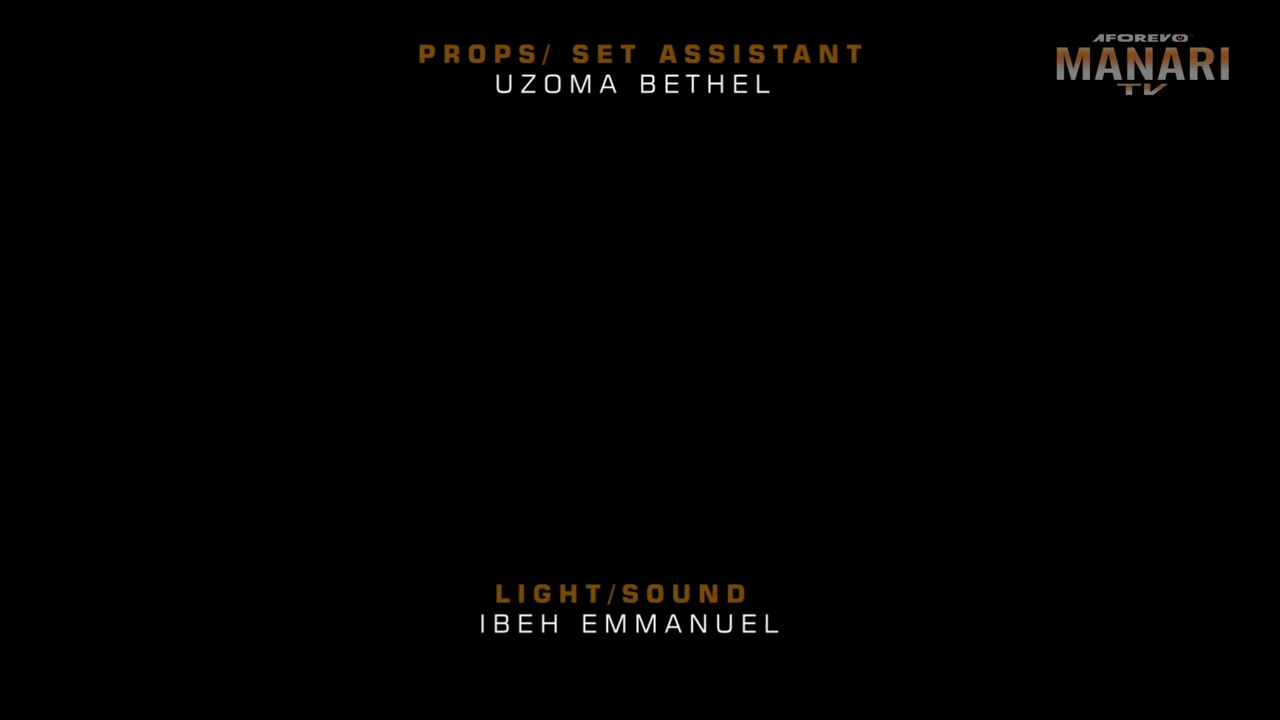 PROPS/ SET ASSISTANT
UZOMA BETHEL
AFOREVO
MANARI
TV
LIGHT/SOUND
IBEH EMMANUEL